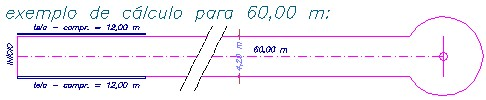 exemplo de cálculo para 60,00 m:
tela - compr. = 12,00 m
INÍCIO
4,20 m
60,00 m
tela - compr. = 12,00 m